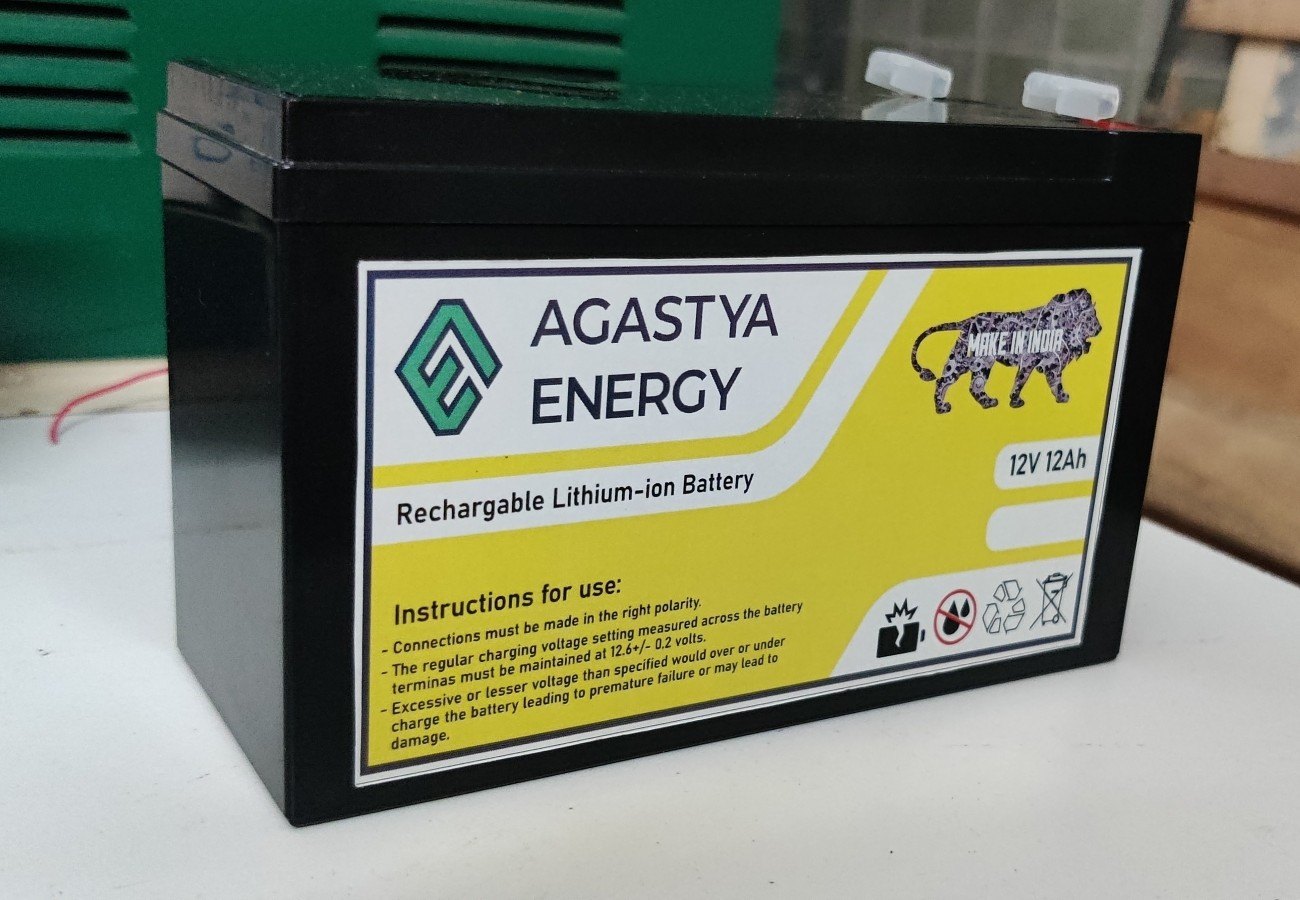 AGASTYA
ENERGY
MAKE IN INDIA
12V 12Ah
Rechargable Lithium-ion Battery
Instructions for use:
- Connections must be made in the right polarity.
- The regular charging voltage setting measured across the battery
terminas must be maintained at 12.6+/- 0.2 volts.
- Excessive or lesser voltage than specified would over or under
charge the battery leading to premature failure or may lead to
damage.